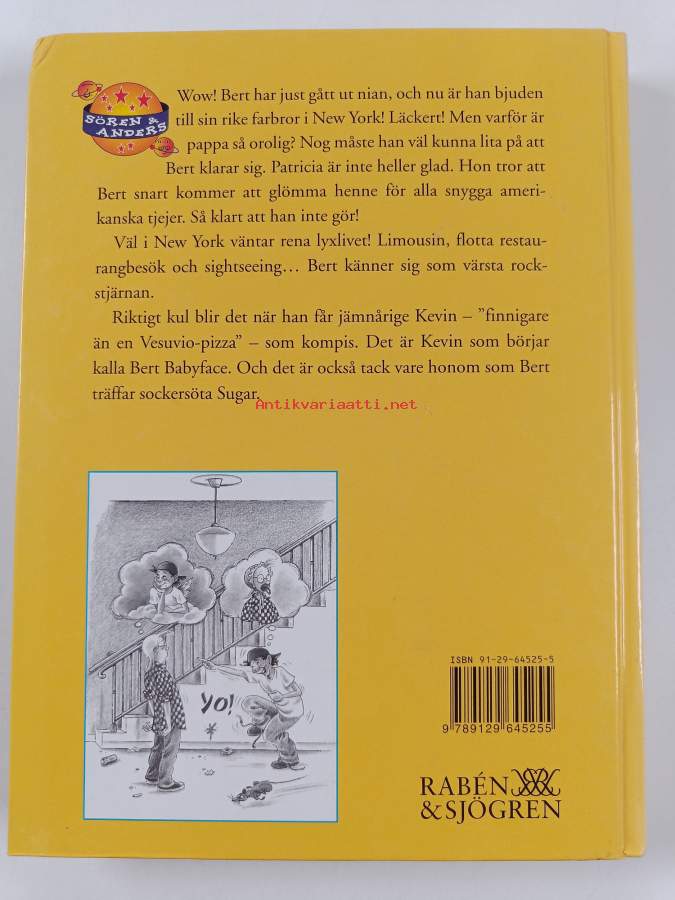 SÖREN &
ANDERS
Wow! Bert har just gått ut nian, och nu är han bjuden
till sin rike farbror i New York! Läckert! Men varför är
pappa så orolig? Nog måste han väl kunna lita på att
Bert klarar sig. Patricia är inte heller glad. Hon tror att
Bert snart kommer att glömma henne för alla snygga ameri-
kanska tjejer. Så klart att han inte gör!
Väl i New York väntar rena lyxlivet! Limousin, flotta restau-
rangbesök och sightseeing… Bert känner sig som värsta rock-
stjärnan.
Riktigt kul blir det när han får jämnårige Kevin – ”finnigare
än en Vesuvio-pizza” – som kompis. Det är Kevin som börjar
kalla Bert Babyface. Och det är också tack vare honom som Bert
träffar sockersöta Sugar.
Antikvariaatti.net
YO!
ISBN 91-29-64525-5
9 789129 645255
RABÉN
& SJÖGREN